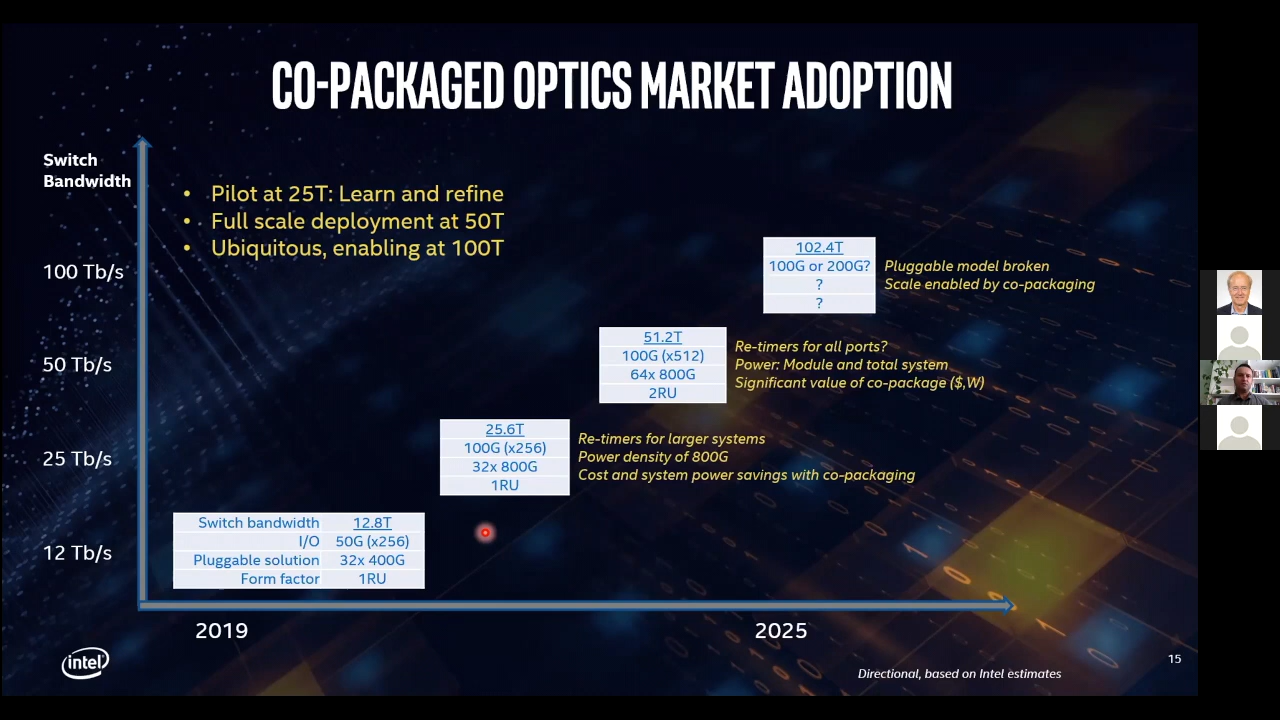 CO-PACKAGED OPTICS MARKET ADOPTION
Switch
Bandwidth
• Pilot at 25T: Learn and refine
• Full scale deployment at 50T
• Ubiquitous, enabling at 100T
100 Tb/s
50 Tb/s
25 Tb/s
12 Tb/s
102.4T
100G or 200G?
?
?
Pluggable model broken
Scale enabled by co-packaging
51.2T
100G (x512)
64x 800G
2RU
Re-timers for all ports?
Power: Module and total system
Significant value of co-package ($,W)
25.6T
100G (x256)
32x 800G
1RU
Re-timers for larger systems
Power density of 800G
Cost and system power savings with co-packaging
Switch bandwidth 12.8T
I/O 50G (x256)
Pluggable solution 32x 400G
Form factor 1RU
2019
2025
intel
15
Directional, based on Intel estimates